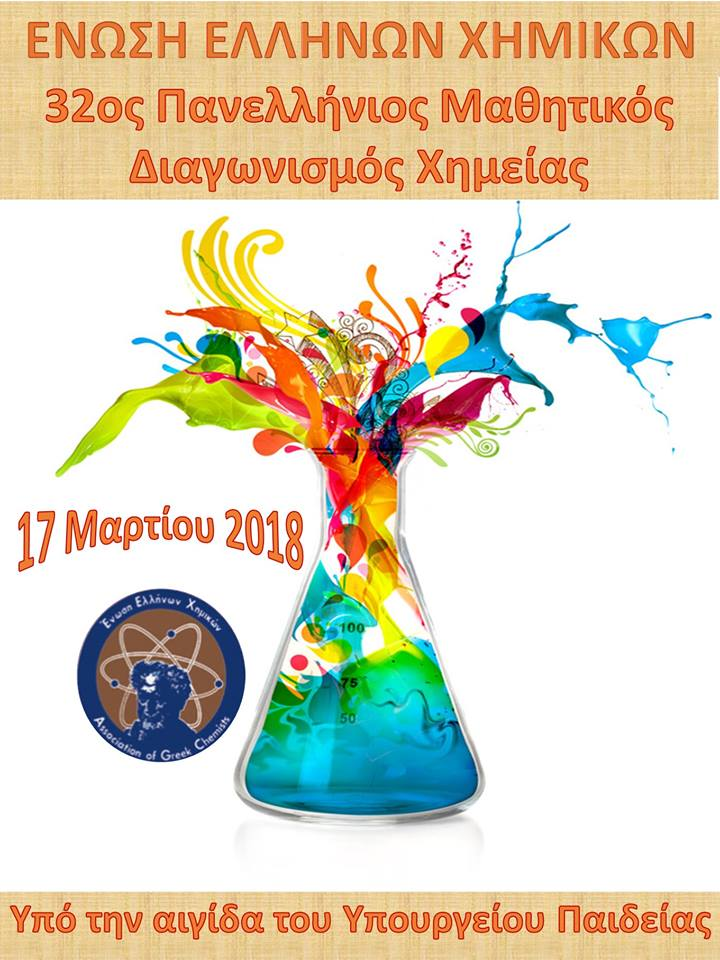 ΕΝΩΣΗ ΕΛΛΗΝΩΝ ΧΗΜΙΚΩΝ
32ος Πανελλήνιος Μαθητικός
Διαγωνισμός Χημείας
17 Μαρτίου 2018
Ένωση Ελλήνων Χημικών
Association of Greek Chemists
100
75
50
Υπό την αιγίδα του Υπουργείου Παιδείας